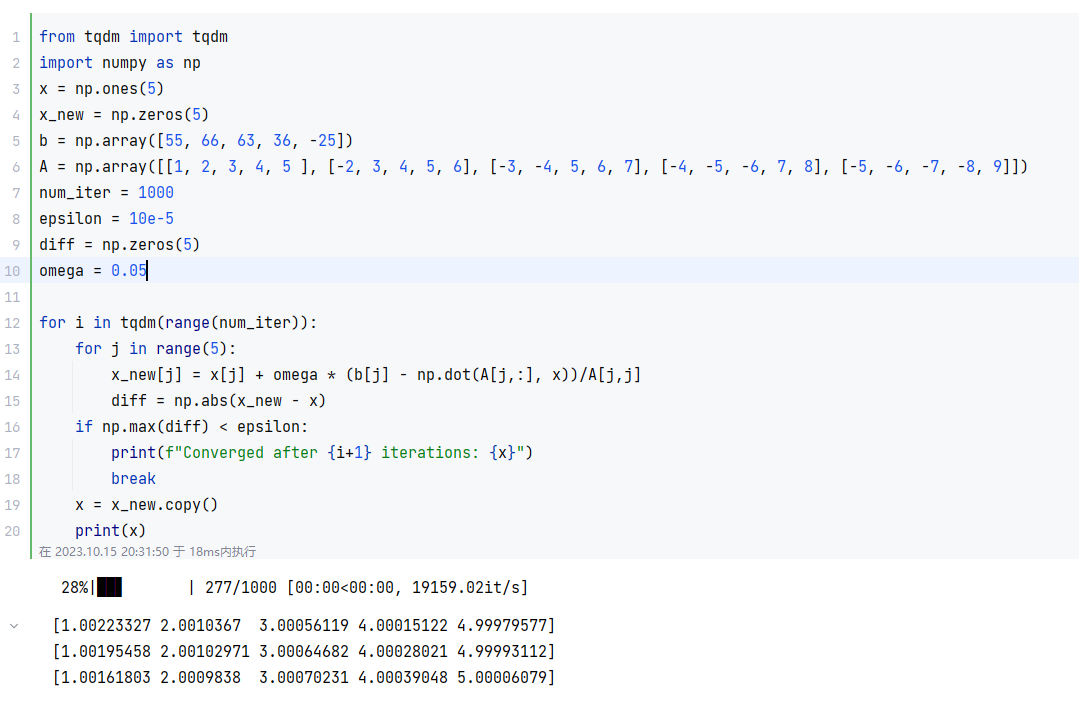 1 from tqdm import tqdm
2 import numpy as np
3 x = np.ones(5)
4 x_new = np.zeros(5)
5 b = np.array([55, 66, 63, 36, -25])
6 A = np.array([[1, 2, 3, 4, 5 ], [-2, 3, 4, 5, 6], [-3, -4, 5, 6, 7], [-4, -5, -6, 7, 8], [-5, -6, -7, -8, 9]])
7 num_iter = 1000
8 epsilon = 10e-5
9 diff = np.zeros(5)
10 omega = 0.05
11
12 for i in tqdm(range(num_iter)):
13     for j in range(5):
14         x_new[j] = x[j] + omega * (b[j] - np.dot(A[j,:], x))/A[j,j]
15         diff = np.abs(x_new - x)
16     if np.max(diff) < epsilon:
17         print(f"Converged after {i+1} iterations: {x}")
18         break
19     x = x_new.copy()
20     print(x)
在 2023.10.15 20:31:50 于 18ms内执行
28%|███       | 277/1000 [00:00<00:00, 19159.02it/s]
[1.00223327 2.0010367  3.00056119 4.00015122 4.99979577]
[1.00195458 2.00102971 3.00064682 4.00028021 4.99993112]
[1.00161803 2.0009838  3.00070231 4.00039048 5.00006079]